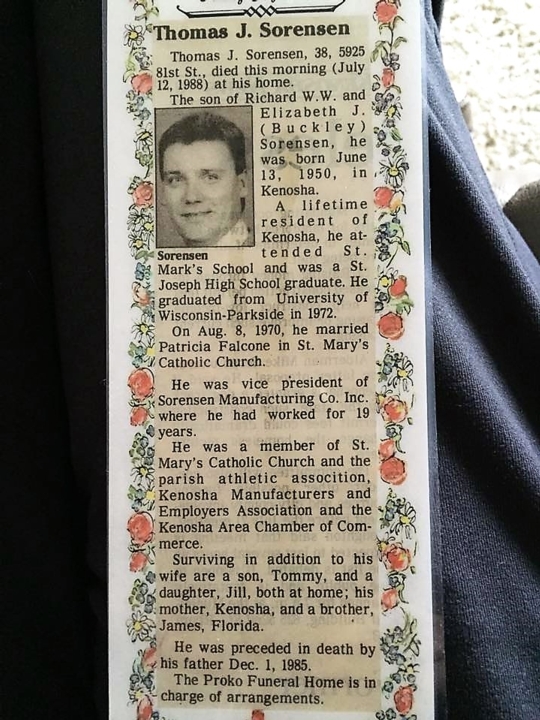 Thomas J. Sorensen
Thomas J. Sorensen, 38, 5925
81st St., died this morning (July
12, 1988) at his home.
The son of Richard W.W. and
Elizabeth J.
(Buckley)
Sorensen, he
was born June
13, 1950, in
Kenosha.
A lifetime
resident of
Kenosha, he at-
tended St.
Sorensen
Mark's School and was a St.
Joseph High School graduate. He
graduated from University of
Wisconsin-Parkside in 1972.
On Aug. 8, 1970, he married
Patricia Falcone in St. Mary's
Catholic Church.
He was vice president of
Sorensen Manufacturing Co. Inc.
where he had worked for 19
years.
He was a member of St.
Mary's Catholic Church and the
parish athletic assocition,
Kenosha Manufacturers and
Employers Association and the
Kenosha Area Chamber of Com-
merce.
Surviving in addition to his
wife are a son, Tommy, and a
daughter, Jill, both at home; his
mother, Kenosha, and a brother,
James, Florida.
He was preceded in death by
his father Dec. 1, 1985.
The Proko Funeral Home is in
charge of arrangements.